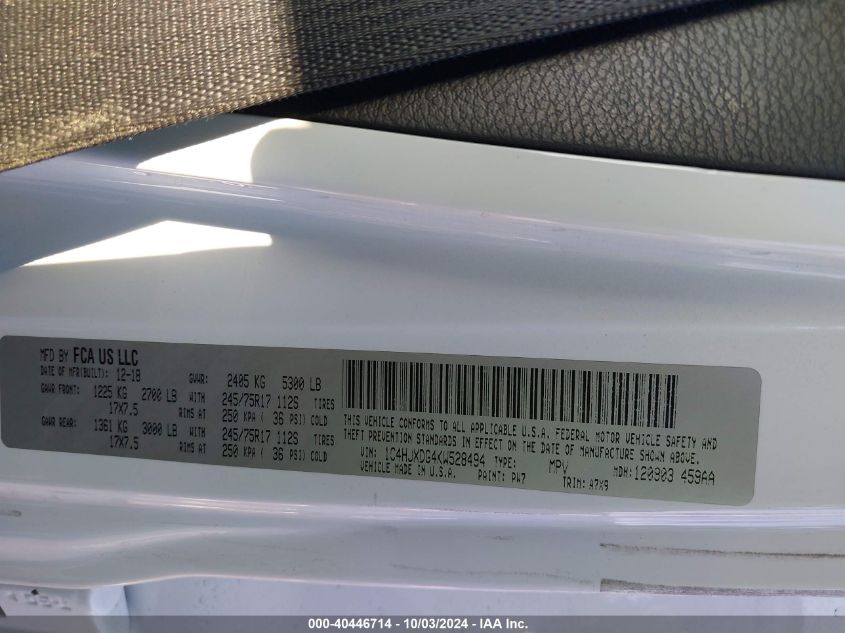 MFD BY FCA US LLC
DATE OF MFR(BUILT): 12-18 GVWR: 2405 KG 5300 LB
GAWR FRONT: 1225 KG 2700 LB WITH 245/75R17 112S TIRES
17X7.5 RIMS AT 250 KPA ( 36 PSI) COLD
GAWR REAR: 1361 KG 3000 LB WITH 245/75R17 112S TIRES
17X7.5 RIMS AT 250 KPA ( 36 PSI) COLD
THIS VEHICLE CONFORMS TO ALL APPLICABLE U.S.A. FEDERAL MOTOR VEHICLE SAFETY AND
THEFT PREVENTION STANDARDS IN EFFECT ON THE DATE OF MANUFACTURE SHOWN ABOVE.
VIN: 1C4HJXDG4KW528494 TYPE: MPV MDH: 120903 459AA
VEHICLE MADE IN U.S.A. PAINT: PW7 TRIM: A7X9
000-40446714 - 10/03/2024 - IAA Inc.